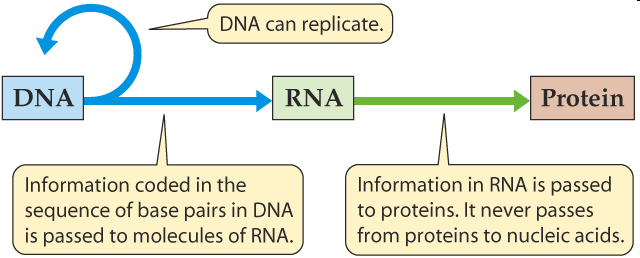 DNA can replicate.
DNA
RNA
Protein
Information coded in the
sequence of base pairs in DNA
is passed to molecules of RNA.
Information in RNA is passed
to proteins. It never passes
from proteins to nucleic acids.